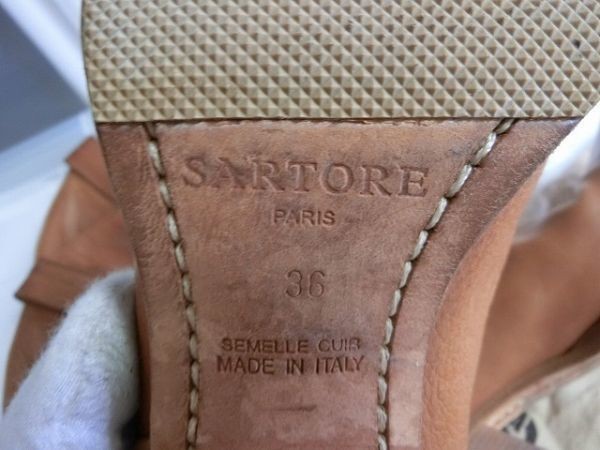 SARTORE
PARIS
36
SEMELLE CUIR
MADE IN ITALY